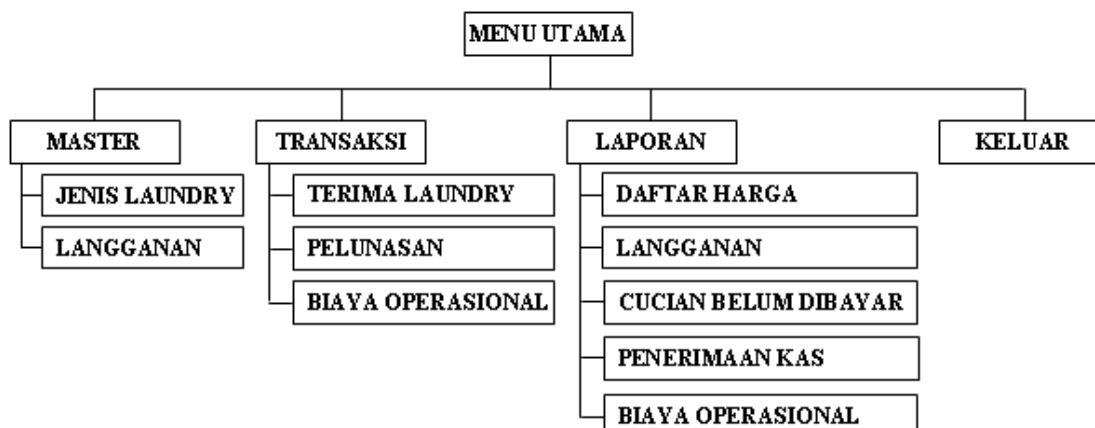 MENU UTAMA
MASTER
TRANSAKSI
LAPORAN
KELUAR
JENIS LAUNDRY
LANGGANAN
TERIMA LAUNDRY
PELUNASAN
BIAYA OPERASIONAL
DAFTAR HARGA
LANGGANAN
CUCIAN BELUM DIBAYAR
PENERIMAAN KAS
BIAYA OPERASIONAL